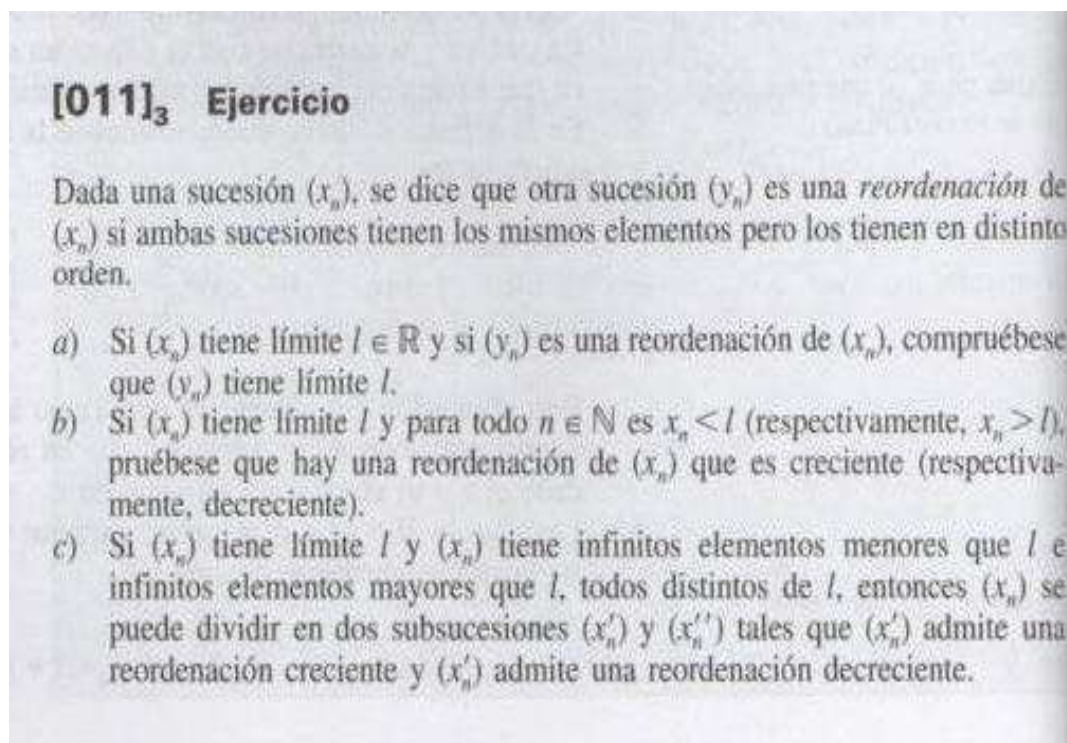 [011]₃ Ejercicio
Dada una sucesión (xₙ), se dice que otra sucesión (yₙ) es una reordenación de
(xₙ) si ambas sucesiones tienen los mismos elementos pero los tienen en distinto
orden.
a) Si (xₙ) tiene límite l ∈ ℝ y si (yₙ) es una reordenación de (xₙ), compruébese
que (yₙ) tiene límite l.
b) Si (xₙ) tiene límite l y para todo n ∈ ℕ es xₙ < l (respectivamente, xₙ > l),
pruébese que hay una reordenación de (xₙ) que es creciente (respectiva-
mente, decreciente).
c) Si (xₙ) tiene límite l y (xₙ) tiene infinitos elementos menores que l e
infinitos elementos mayores que l, todos distintos de l, entonces (xₙ) se
puede dividir en dos subsucesiones (x′ₙ) y (x′′ₙ) tales que (x′ₙ) admite una
reordenación creciente y (x′ₙ) admite una reordenación decreciente.